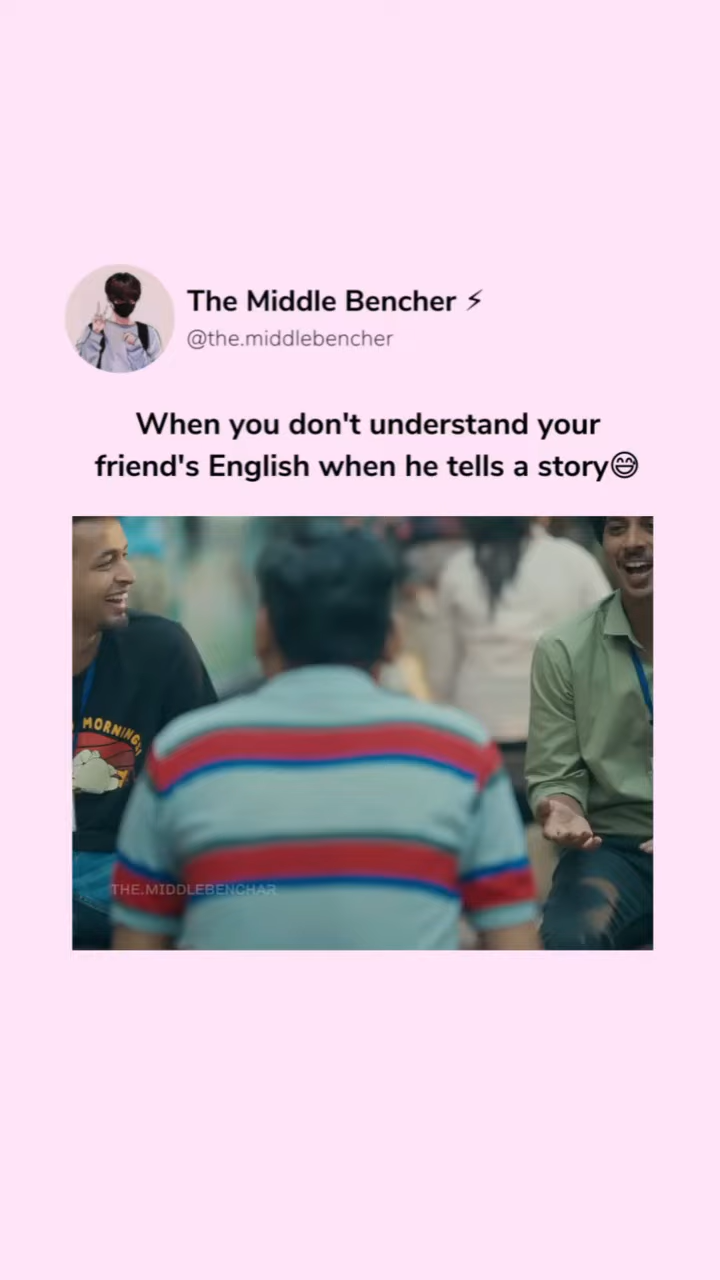 The Middle Bencher ⚡
@the.middlebencher
When you don't understand your
friend's English when he tells a story😅
MORNING
THE.MIDDLEBENCHAR